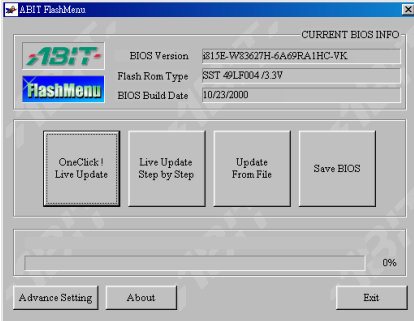 ABIT FlashMenu
CURRENT BIOS INFO
ABIT
FlashMenu
BIOS Version i815E-W83627H-6A69RA1HC-VK
Flash Rom Type SST 49LF004 /3.3V
BIOS Build Date 10/23/2000
OneClick !
Live Update
Live Update
Step by Step
Update
From File
Save BIOS
0%
Advance Setting
About
Exit